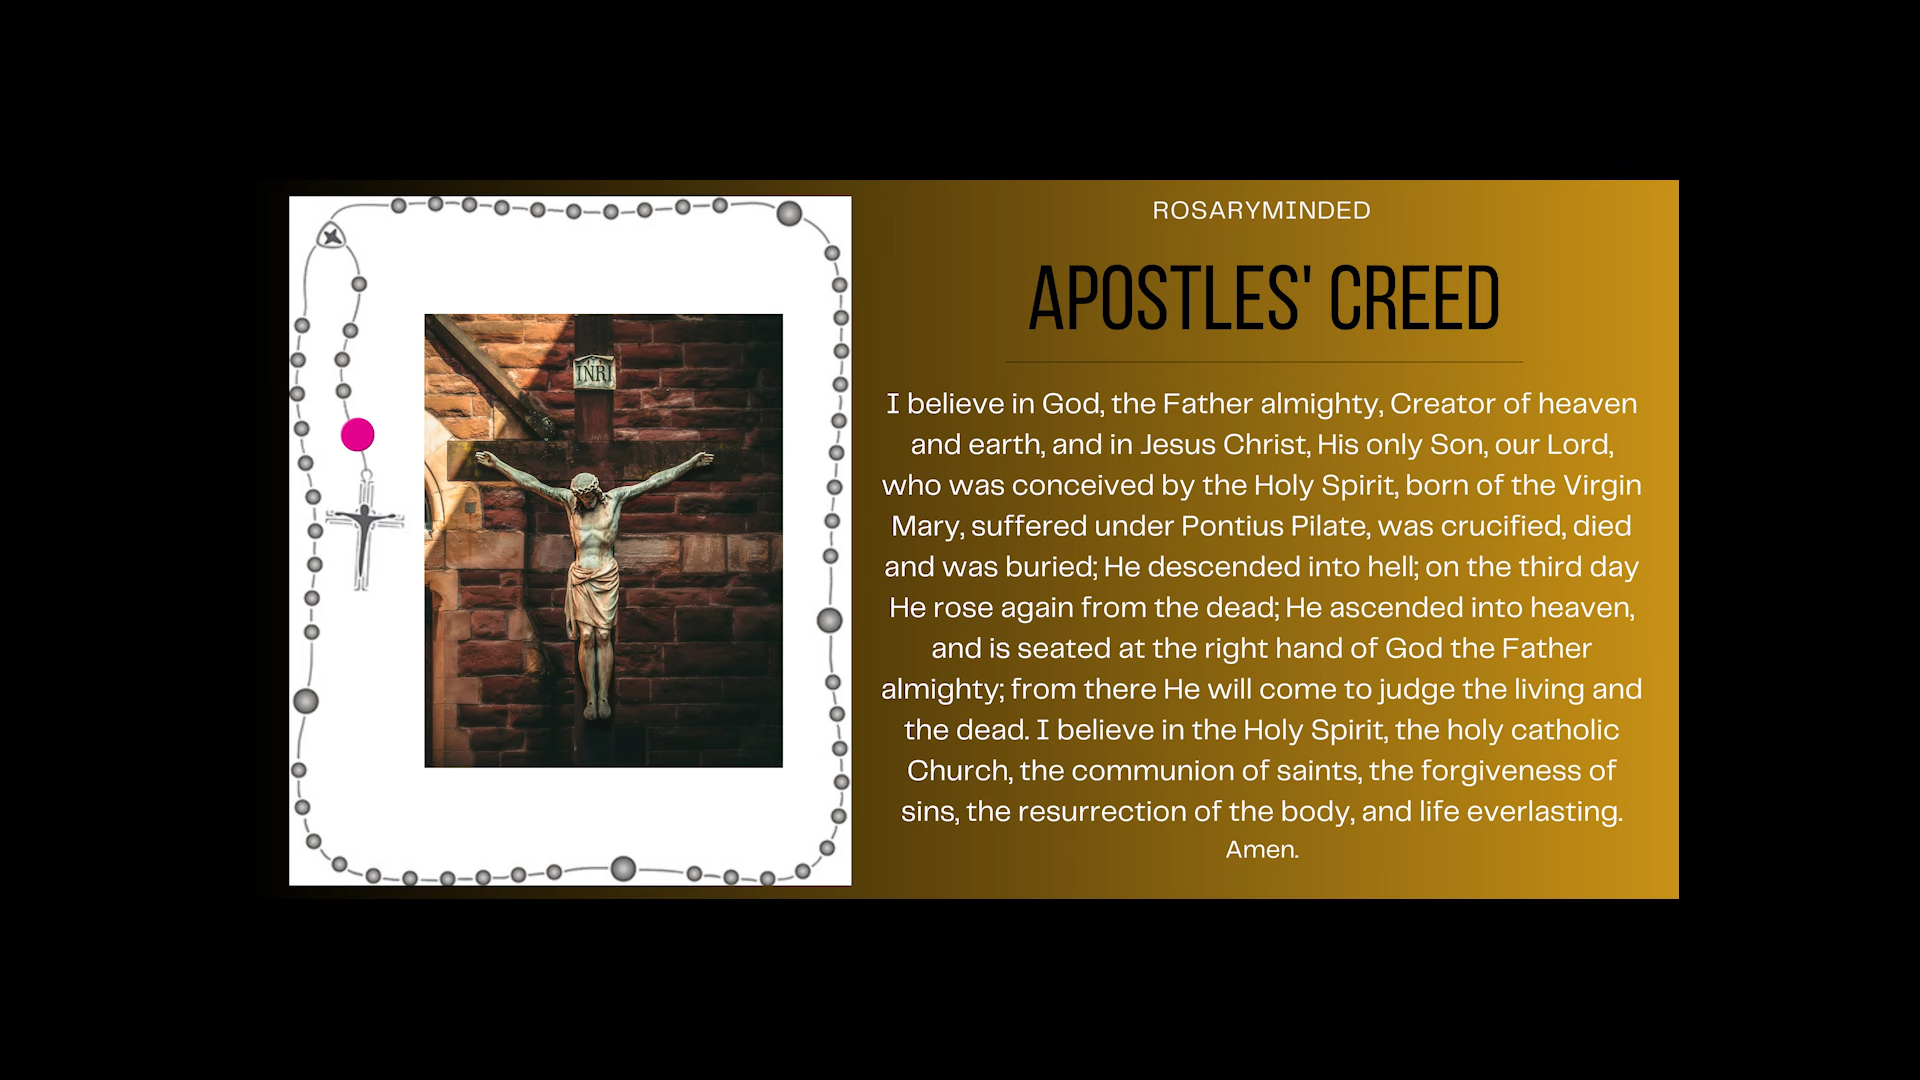 ROSARYMINDED
APOSTLES' CREED
INRI
I believe in God, the Father almighty, Creator of heaven
and earth, and in Jesus Christ, His only Son, our Lord,
who was conceived by the Holy Spirit, born of the Virgin
Mary, suffered under Pontius Pilate, was crucified, died
and was buried; He descended into hell; on the third day
He rose again from the dead; He ascended into heaven,
and is seated at the right hand of God the Father
almighty; from there He will come to judge the living and
the dead. I believe in the Holy Spirit, the holy catholic
Church, the communion of saints, the forgiveness of
sins, the resurrection of the body, and life everlasting.
Amen.